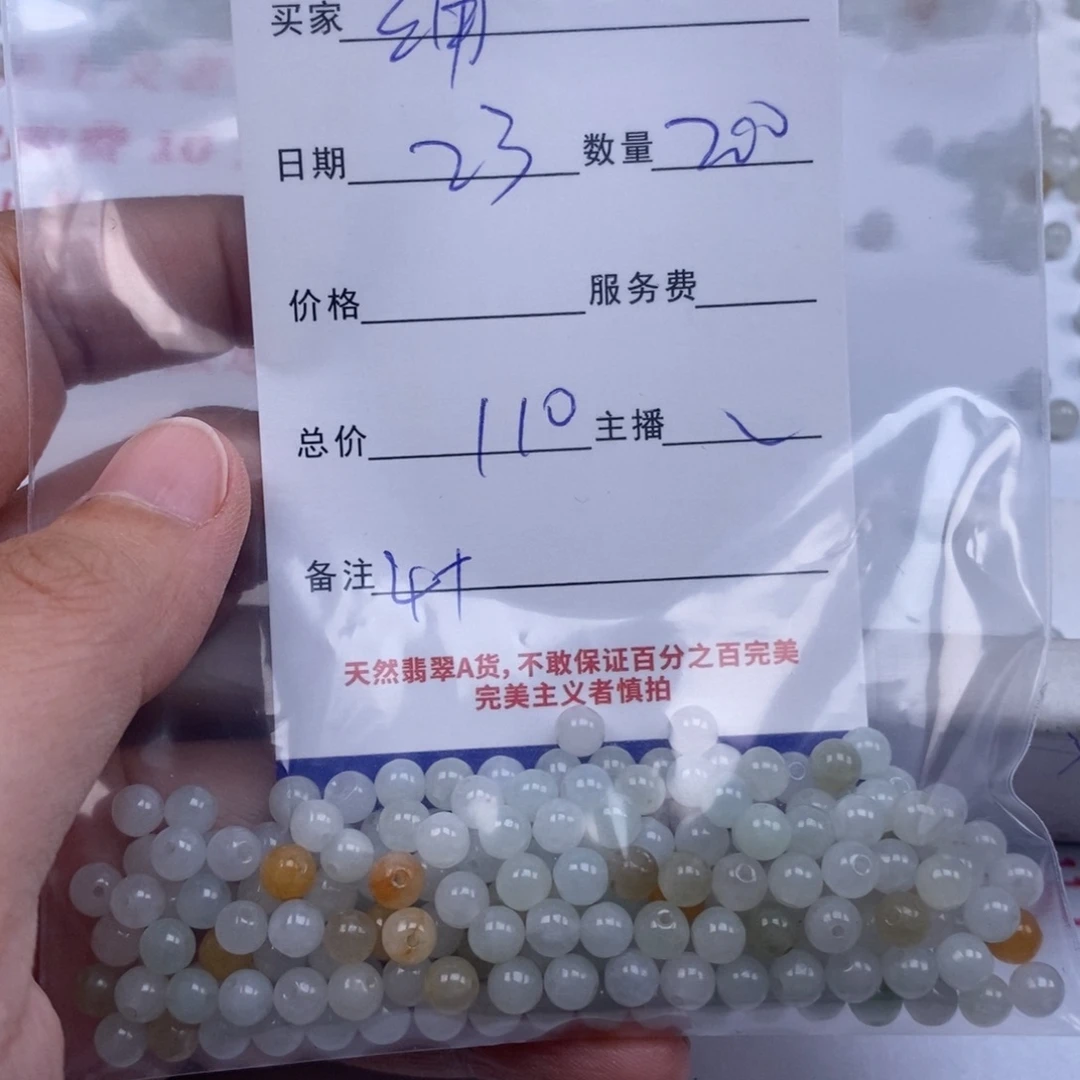 买家
日期 23 数量 200
价格 服务费
总价 110 主播
备注
天然翡翠A货,不敢保证百分之百完美
完美主义者慎拍